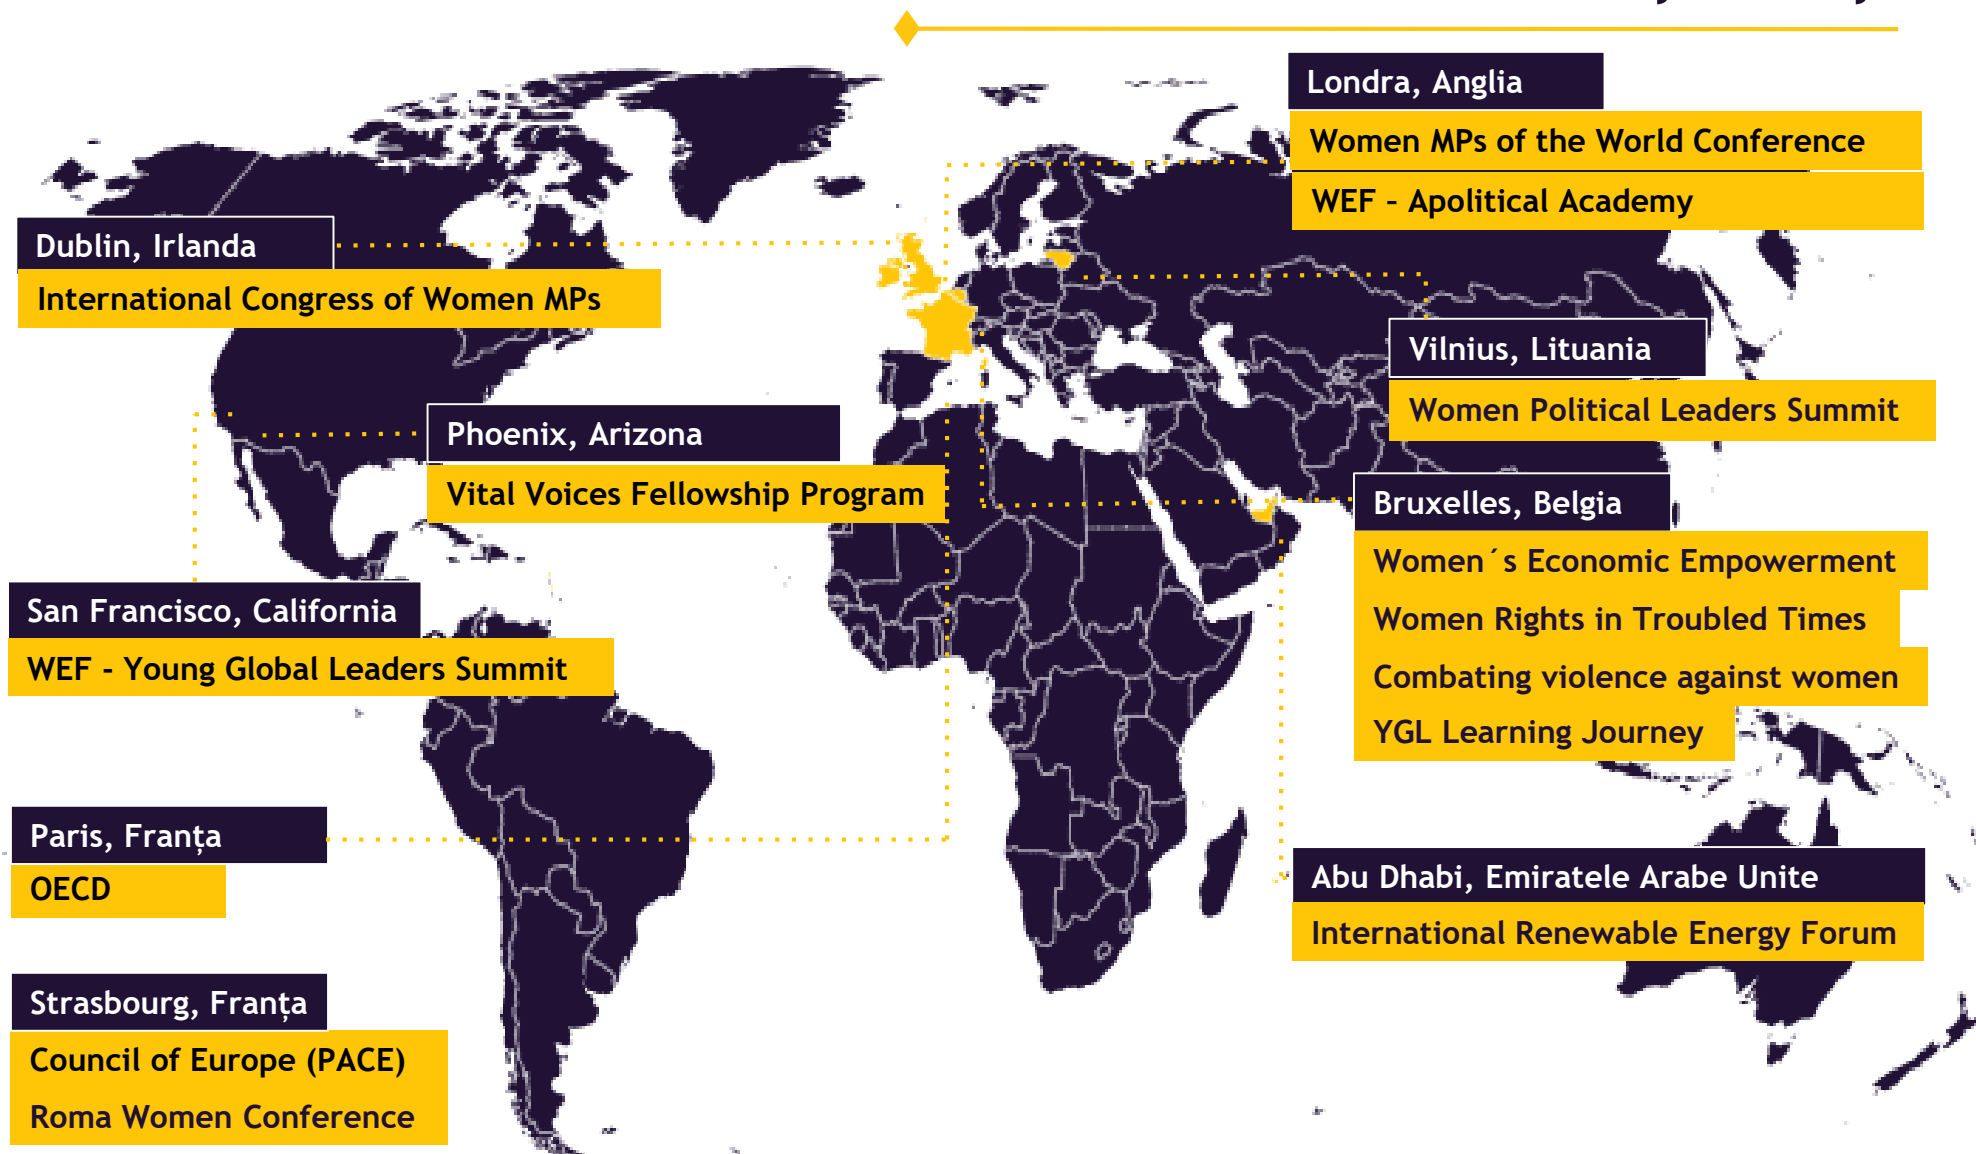 Londra, Anglia
Women MPs of the World Conference
WEF – Apolitical Academy
Dublin, Irlanda
International Congress of Women MPs
Vilnius, Lituania
Women Political Leaders Summit
Phoenix, Arizona
Vital Voices Fellowship Program
Bruxelles, Belgia
Women´s Economic Empowerment
Women Rights in Troubled Times
Combating violence against women
YGL Learning Journey
San Francisco, California
WEF - Young Global Leaders Summit
Paris, Franța
OECD
Abu Dhabi, Emiratele Arabe Unite
International Renewable Energy Forum
Strasbourg, Franța
Council of Europe (PACE)
Roma Women Conference